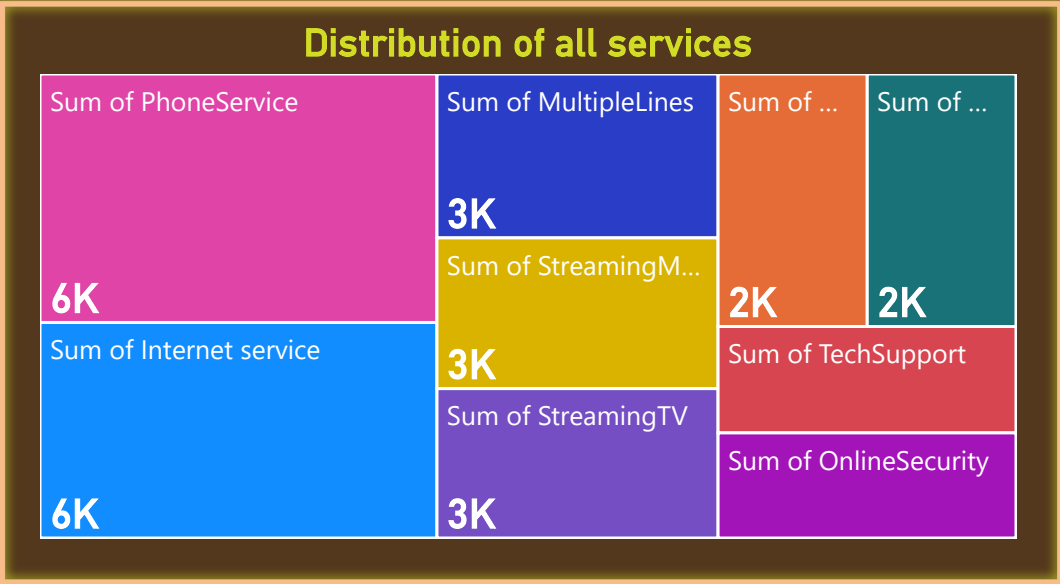 Distribution of all services
Sum of PhoneService
6K
Sum of Internet service
6K
Sum of MultipleLines
3K
Sum of StreamingM...
3K
Sum of StreamingTV
3K
Sum of ...
2K
Sum of ...
2K
Sum of TechSupport
Sum of OnlineSecurity